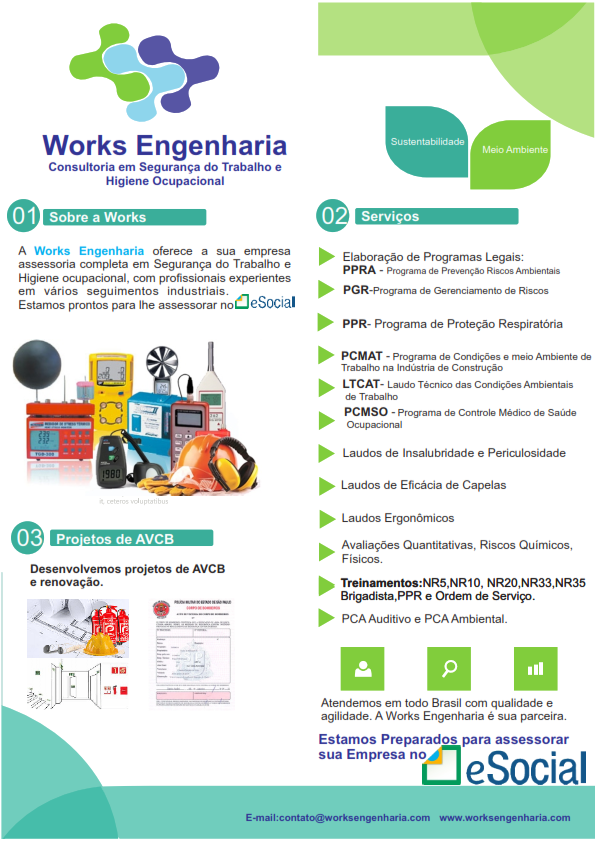 Works Engenharia
Consultoria em Segurança do Trabalho e
Higiene Ocupacional
Sustentabilidade
Meio Ambiente
01 Sobre a Works
A Works Engenharia oferece a sua empresa
assessoria completa em Segurança do Trabalho e
Higiene ocupacional, com profissionais experientes
em vários seguimentos industriais.
Estamos prontos para lhe assessorar no eSocial
it, ceteros voluptatibus
03 Projetos de AVCB
Desenvolvemos projetos de AVCB
e renovação.
02 Serviços
Elaboração de Programas Legais:
PPRA - Programa de Prevenção Riscos Ambientais
PGR-Programa de Gerenciamento de Riscos
PPR- Programa de Proteção Respiratória
PCMAT - Programa de Condições e meio Ambiente de
Trabalho na Indústria de Construção
LTCAT- Laudo Técnico das Condições Ambientais
de Trabalho
PCMSO - Programa de Controle Médico de Saúde
Ocupacional
Laudos de Insalubridade e Periculosidade
Laudos de Eficácia de Capelas
Laudos Ergonômicos
Avaliações Quantitativas, Riscos Químicos,
Físicos.
Treinamentos:NR5,NR10, NR20,NR33,NR35
Brigadista,PPR e Ordem de Serviço.
PCA Auditivo e PCA Ambiental.
Atendemos em todo Brasil com qualidade e
agilidade. A Works Engenharia é sua parceira.
Estamos Preparados para assessorar
sua Empresa no eSocial
E-mail:contato@worksengenharia.com www.worksengenharia.com